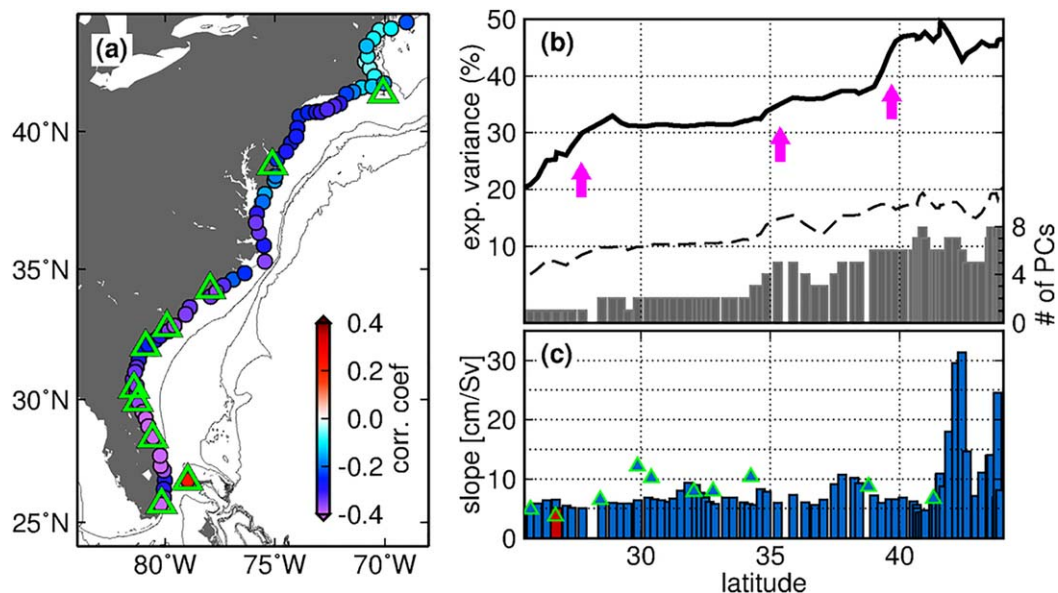 (a)
40°N
35°N
30°N
25°N
80°W
75°W
70°W
0.4
0.2
0.0
-0.2
-0.4
corr. coef
(b)
50
40
30
20
10
exp. variance (%)
8
4
0
# of PCs
(c)
30
20
10
0
slope [cm/Sv]
30
35
40
latitude